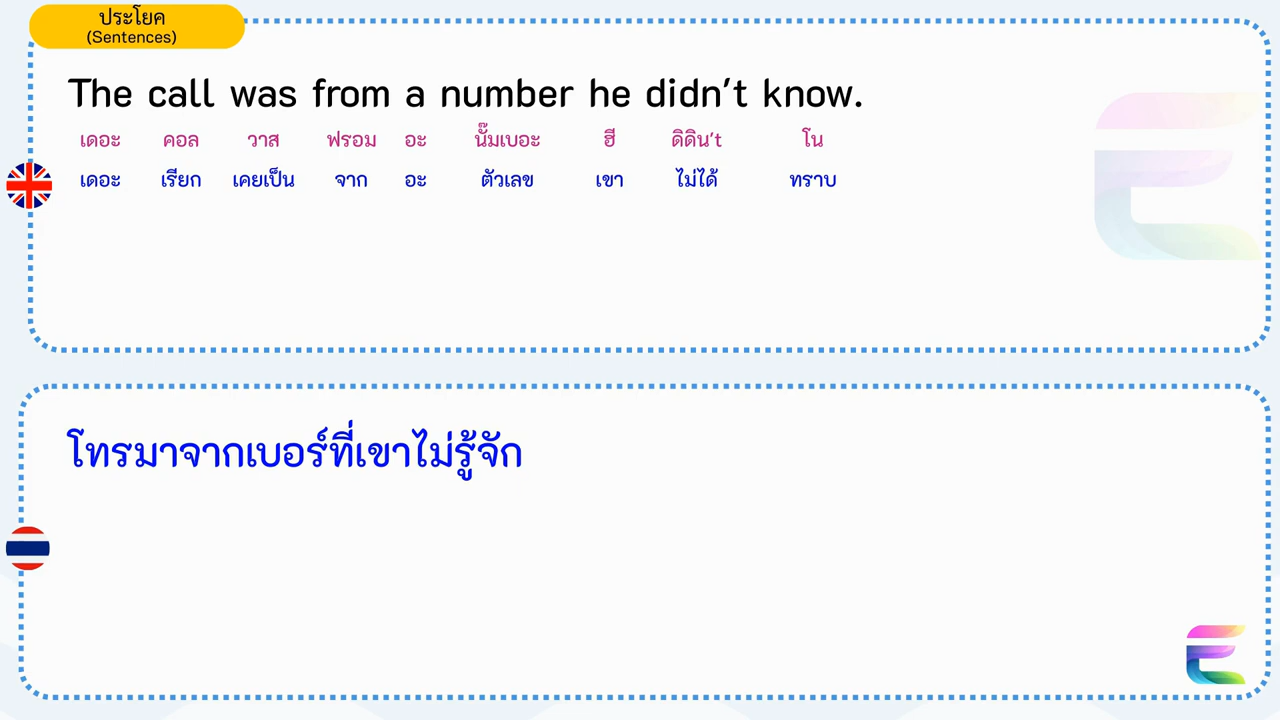 ประโยค
(Sentences)
The call was from a number he didn't know.
เดอะ คอล วาส ฟรอม อะ นั๊มเบอะ ฮี ดิดิน't โน
เดอะ เรียก เคยเป็น จาก อะ ตัวเลข เขา ไม่ได้ ทราบ
โทรมาจากเบอร์ที่เขาไม่รู้จัก